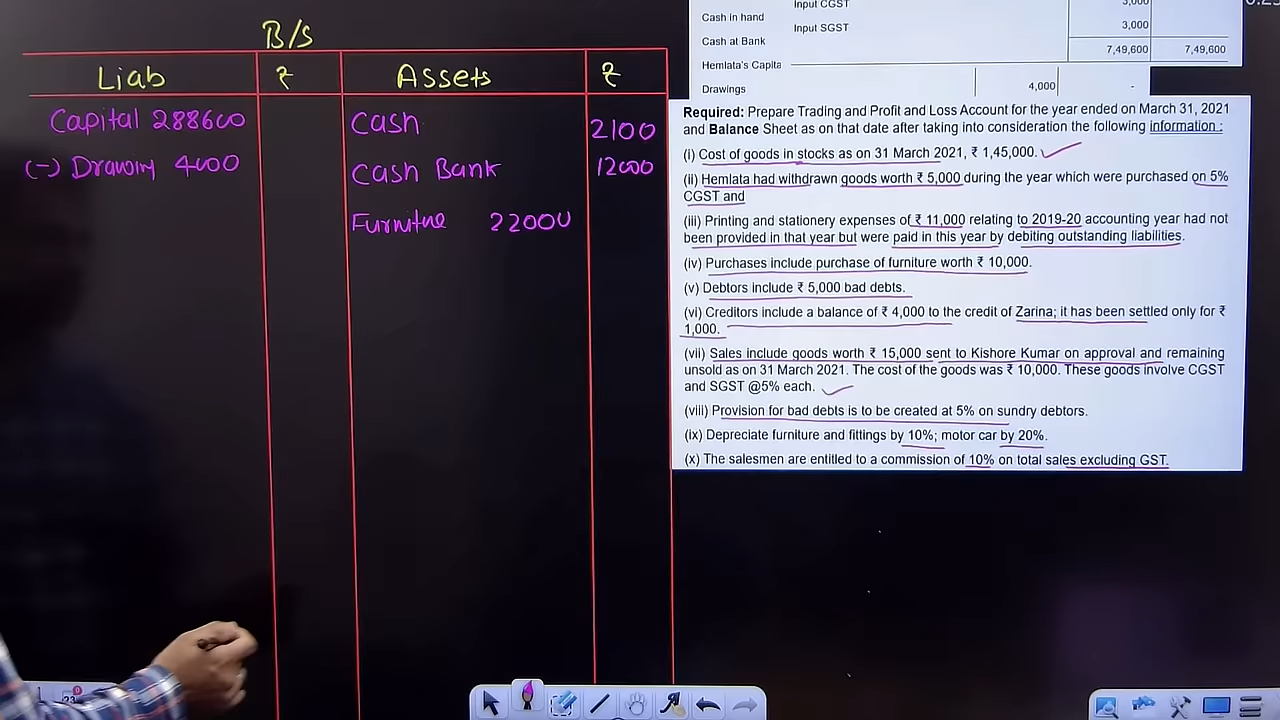 B/S
Liab ₹ Assets ₹
Capital 288600 Cash 2100
(-) Drawing 4000 Cash Bank 12000
Furniture 22000
Input CGST 3,000
Cash in hand
Input SGST 3,000
Cash at Bank
7,49,600 7,49,600
Hemlata's Capita
Drawings 4,000 -
Required: Prepare Trading and Profit and Loss Account for the year ended on March 31, 2021
and Balance Sheet as on that date after taking into consideration the following information :
(i) Cost of goods in stocks as on 31 March 2021, ₹ 1,45,000.
(ii) Hemlata had withdrawn goods worth ₹ 5,000 during the year which were purchased on 5%
CGST and
(iii) Printing and stationery expenses of ₹ 11,000 relating to 2019-20 accounting year had not
been provided in that year but were paid in this year by debiting outstanding liabilities.
(iv) Purchases include purchase of furniture worth ₹ 10,000.
(v) Debtors include ₹ 5,000 bad debts.
(vi) Creditors include a balance of ₹ 4,000 to the credit of Zarina; it has been settled only for ₹
1,000.
(vii) Sales include goods worth ₹ 15,000 sent to Kishore Kumar on approval and remaining
unsold as on 31 March 2021. The cost of the goods was ₹ 10,000. These goods involve CGST
and SGST @5% each.
(viii) Provision for bad debts is to be created at 5% on sundry debtors.
(ix) Depreciate furniture and fittings by 10%; motor car by 20%.
(x) The salesmen are entitled to a commission of 10% on total sales excluding GST.